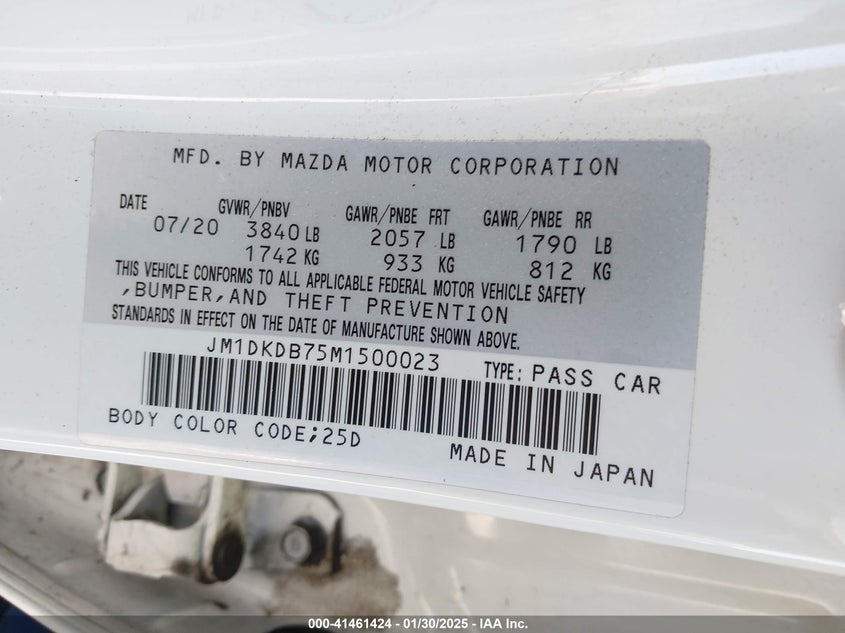 MFD. BY MAZDA MOTOR CORPORATION
DATE GVWR/PNBV GAWR/PNBE FRT GAWR/PNBE RR
07/20 3840 LB 2057 LB 1790 LB
1742 KG 933 KG 812 KG
THIS VEHICLE CONFORMS TO ALL APPLICABLE FEDERAL MOTOR VEHICLE SAFETY
,BUMPER,AND THEFT PREVENTION
STANDARDS IN EFFECT ON THE DATE OF MANUFACTURE SHOWN ABOVE.
JM1DKDB75M1500023 TYPE: PASS CAR
BODY COLOR CODE;25D
MADE IN JAPAN
000-41461424 — 01/30/2025 — IAA Inc.